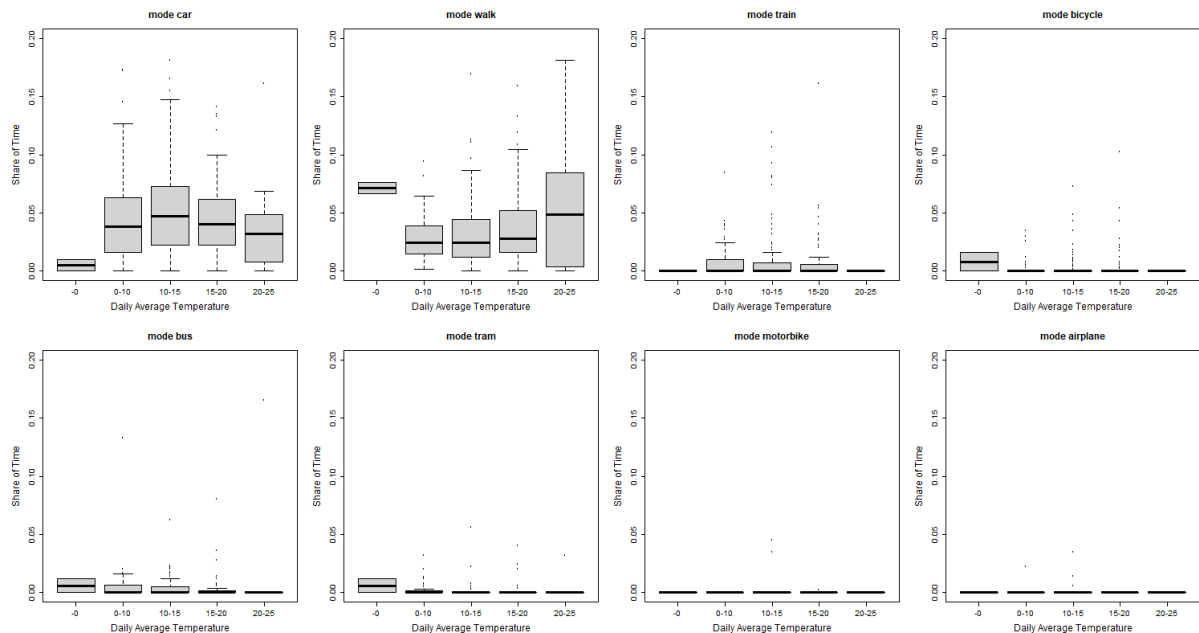 mode car
mode walk
mode train
mode bicycle
Share of Time
0.00 0.05 0.10 0.15 0.20
-0 0-10 10-15 15-20 20-25
Daily Average Temperature
Share of Time
0.00 0.05 0.10 0.15 0.20
-0 0-10 10-15 15-20 20-25
Daily Average Temperature
Share of Time
0.00 0.05 0.10 0.15 0.20
-0 0-10 10-15 15-20 20-25
Daily Average Temperature
Share of Time
0.00 0.05 0.10 0.15 0.20
-0 0-10 10-15 15-20 20-25
Daily Average Temperature
mode bus
mode tram
mode motorbike
mode airplane
Share of Time
0.00 0.05 0.10 0.15 0.20
-0 0-10 10-15 15-20 20-25
Daily Average Temperature
Share of Time
0.00 0.05 0.10 0.15 0.20
-0 0-10 10-15 15-20 20-25
Daily Average Temperature
Share of Time
0.00 0.05 0.10 0.15 0.20
-0 0-10 10-15 15-20 20-25
Daily Average Temperature
Share of Time
0.00 0.05 0.10 0.15 0.20
-0 0-10 10-15 15-20 20-25
Daily Average Temperature